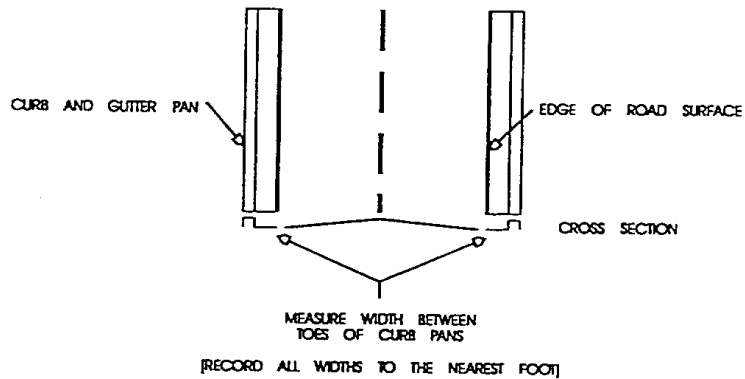 CURB AND GUTTER PAN
EDGE OF ROAD SURFACE
CROSS SECTION
MEASURE WIDTH BETWEEN
TOES OF CURB PANS
[RECORD ALL WIDTHS TO THE NEAREST FOOT]